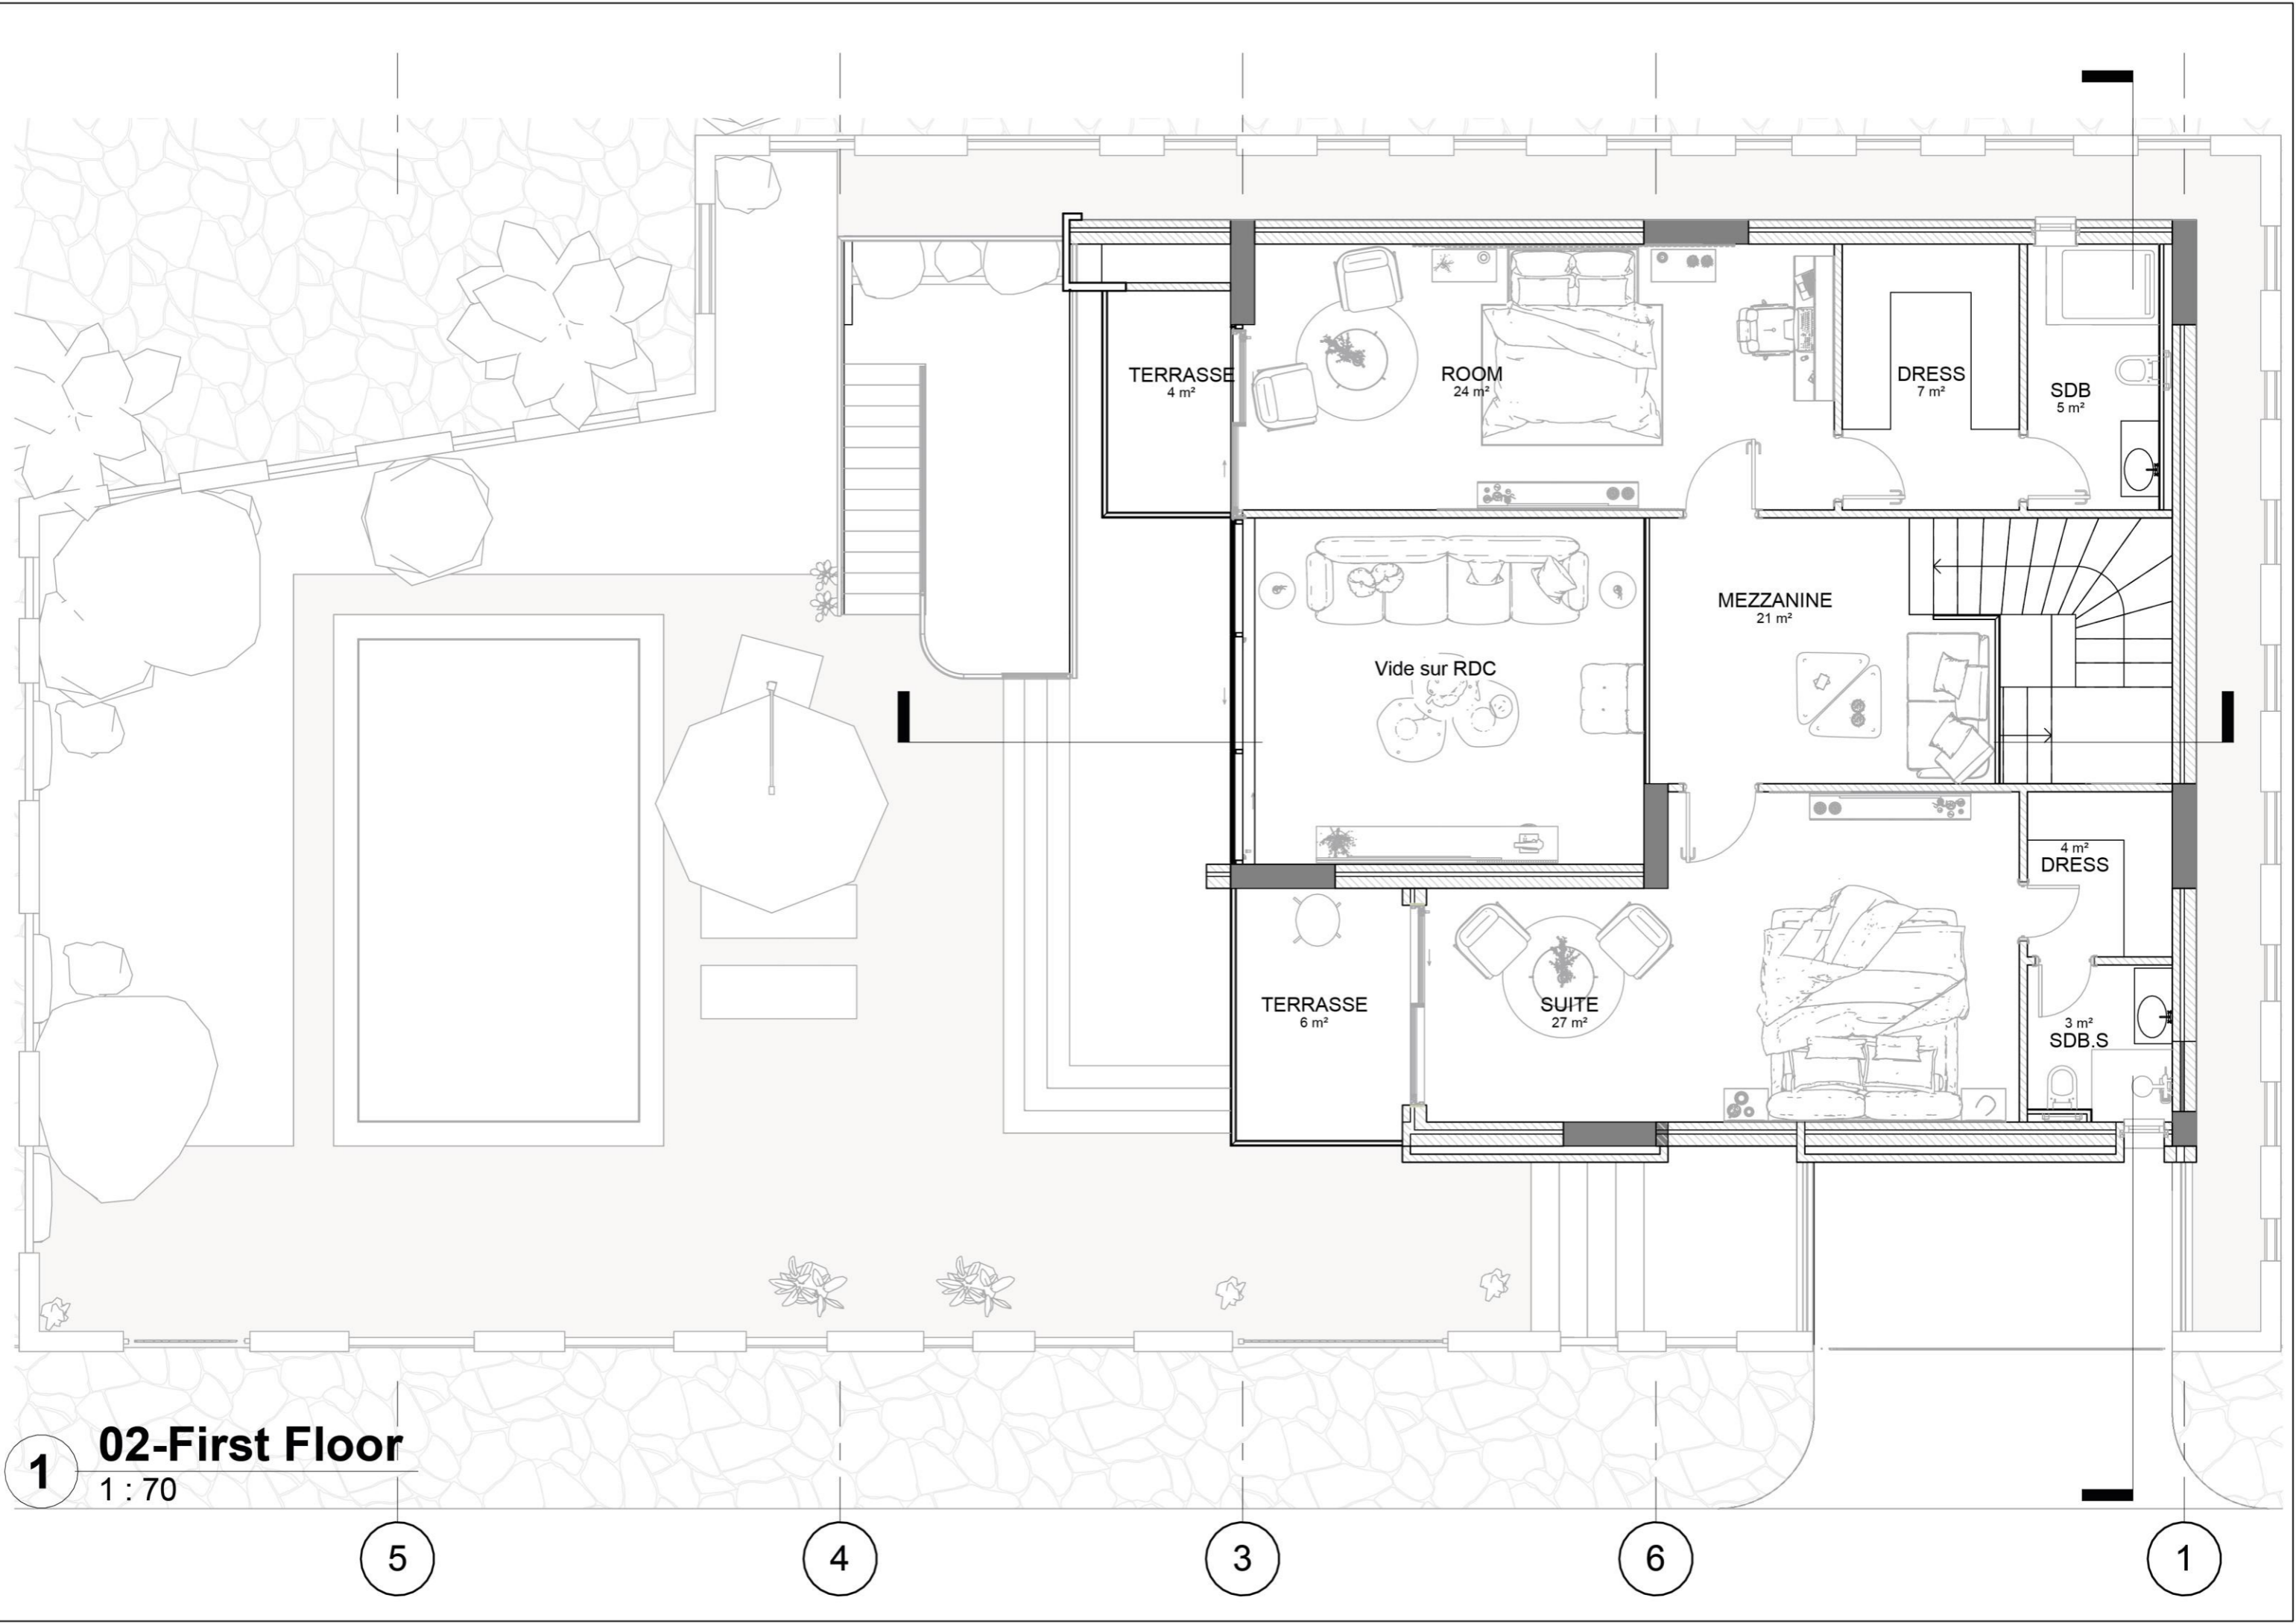 TERRASSE
4 m²
ROOM
24 m²
DRESS
7 m²
SDB
5 m²
MEZZANINE
21 m²
Vide sur RDC
4 m²
DRESS
TERRASSE
6 m²
SUITE
27 m²
3 m²
SDB.S
1
02-First Floor
1 : 70
5
4
3
6
1